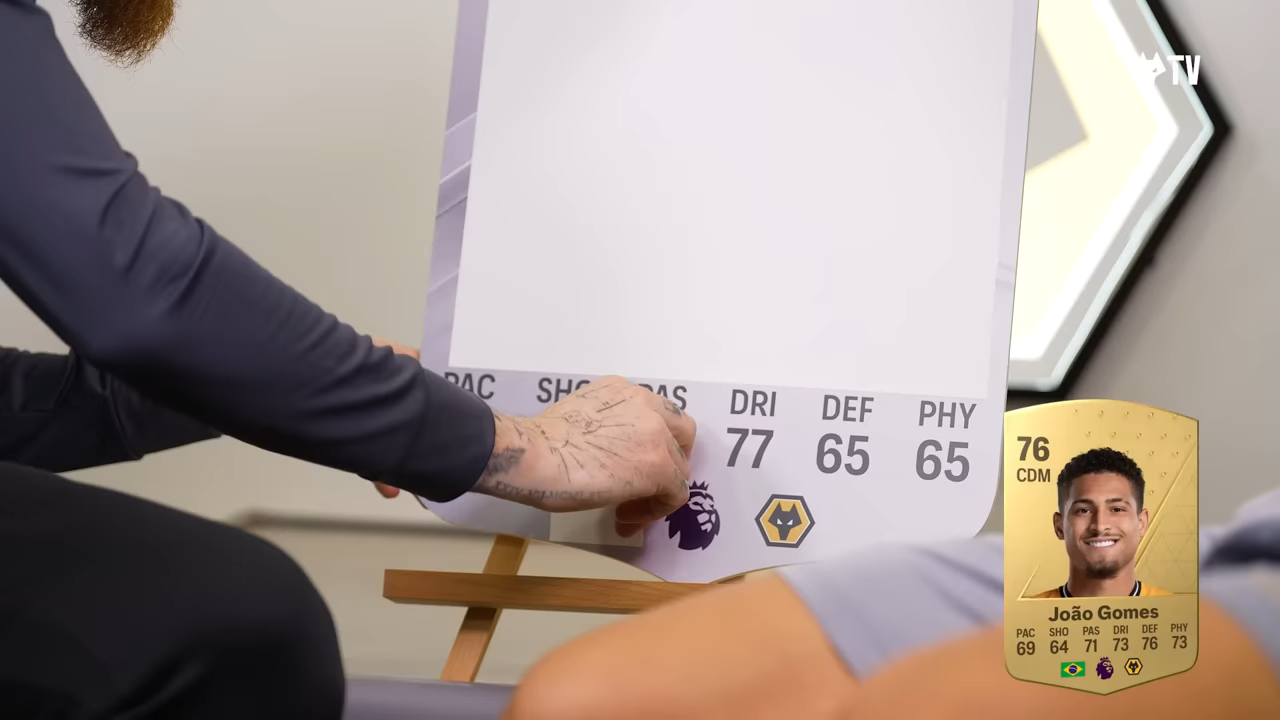 TV
PAC SHO PAS DRI DEF PHY
77 65 65
76
CDM
João Gomes
PAC SHO PAS DRI DEF PHY
69 64 71 73 76 73